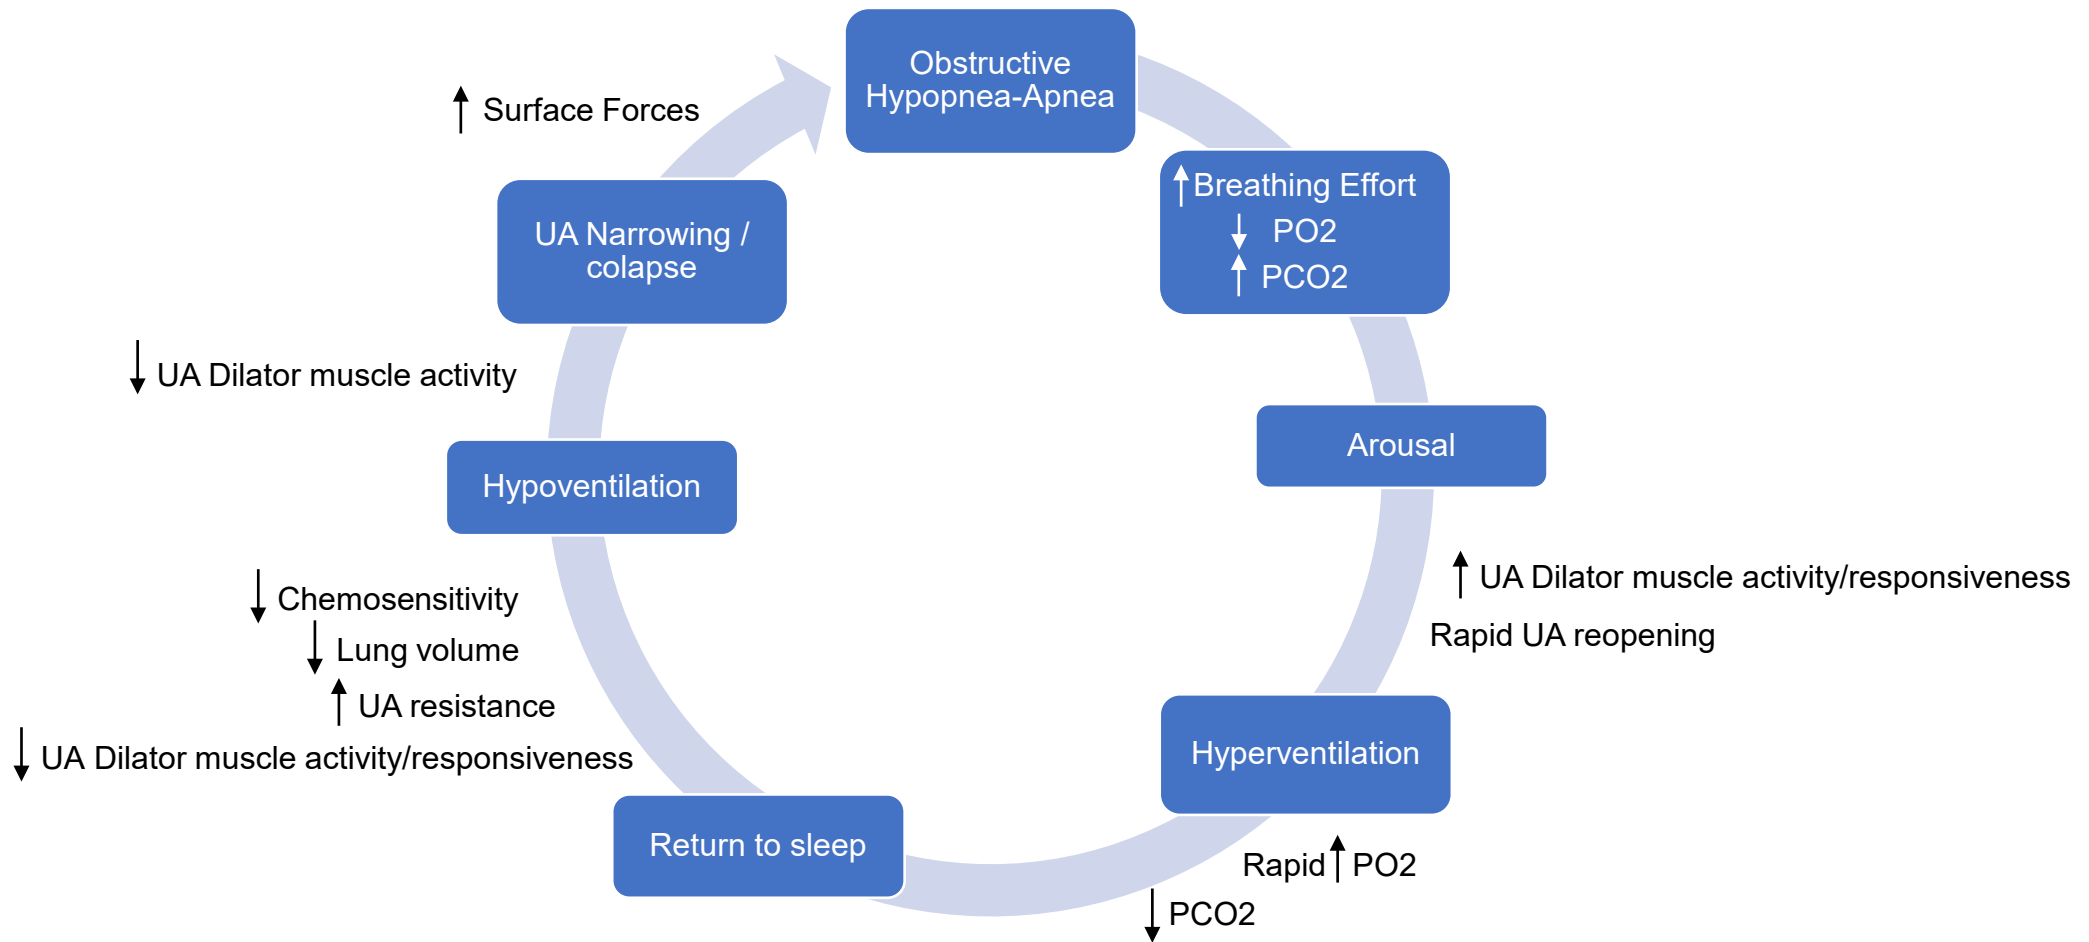 Obstructive
Hypopnea-Apnea
↑ Breathing Effort
↓ PO2
↑ PCO2
Arousal
↑ UA Dilator muscle activity/responsiveness
Rapid UA reopening
Hyperventilation
Rapid ↑ PO2
↓ PCO2
Return to sleep
↓ Chemosensitivity
↓ Lung volume
↑ UA resistance
↓ UA Dilator muscle activity/responsiveness
Hypoventilation
↓ UA Dilator muscle activity
UA Narrowing /
colapse
↑ Surface Forces